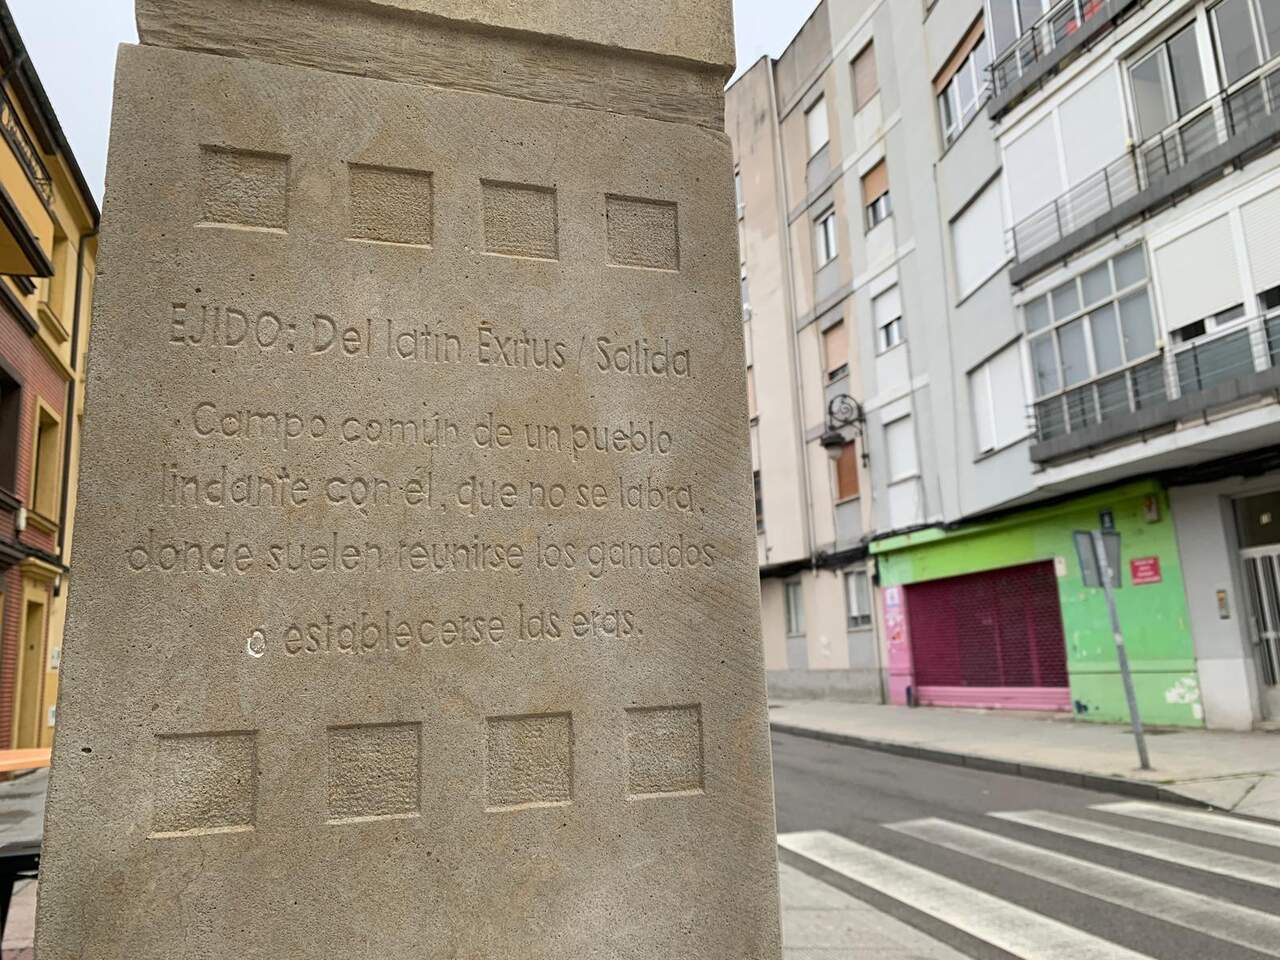 EJIDO: Del latín Éxitus / Salida.
Campo común de un pueblo
lindante con él, que no se labra,
donde suelen reunirse los ganados
o establecerse las eras.